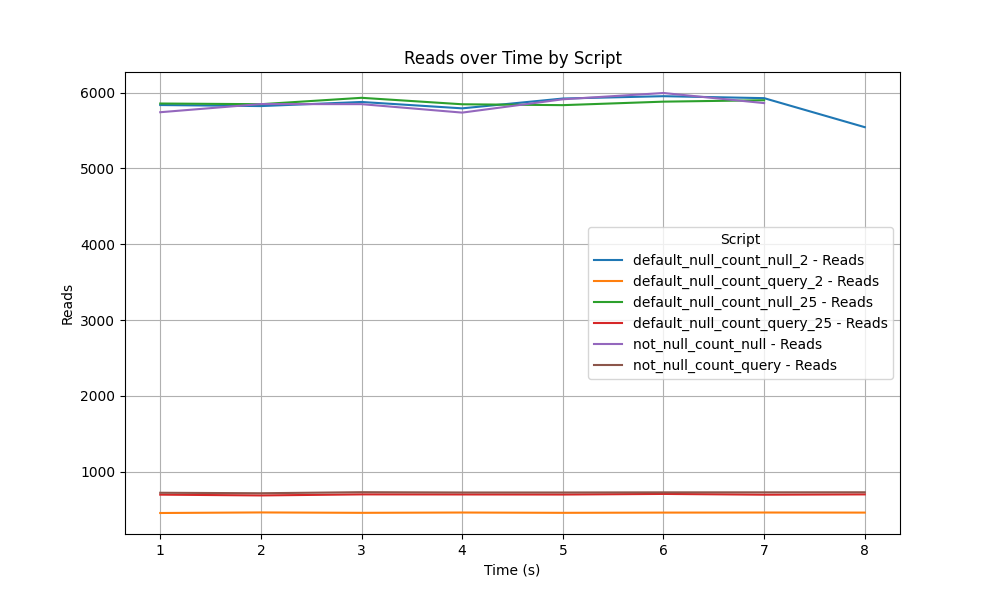 Reads over Time by Script
6000
5000
4000
3000
2000
1000
Reads
Script
default_null_count_null_2 - Reads
default_null_count_query_2 - Reads
default_null_count_null_25 - Reads
default_null_count_query_25 - Reads
not_null_count_null - Reads
not_null_count_query - Reads
1 2 3 4 5 6 7 8
Time (s)